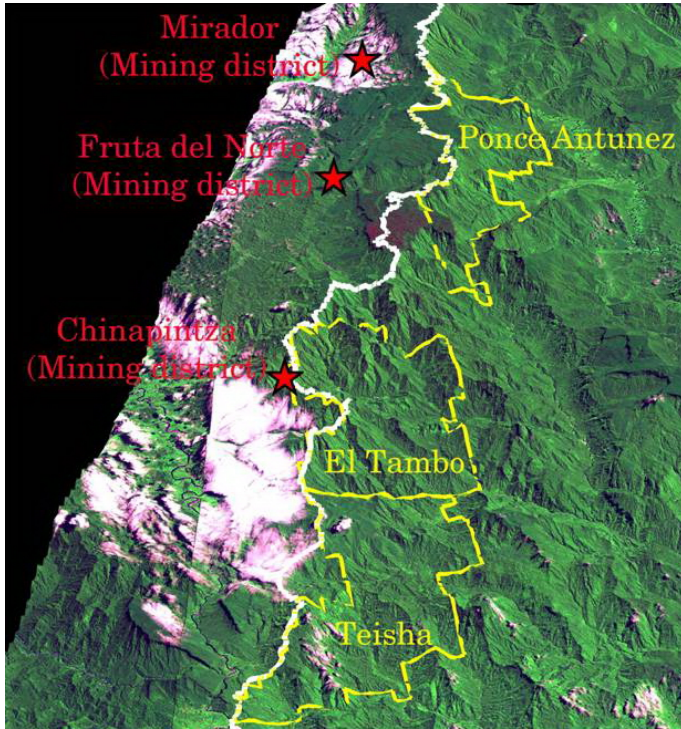 Mirador
(Mining district)
Ponce Antunez
Fruta del Norte
(Mining district)
Chinapintza
(Mining district)
El Tambo
Teisha